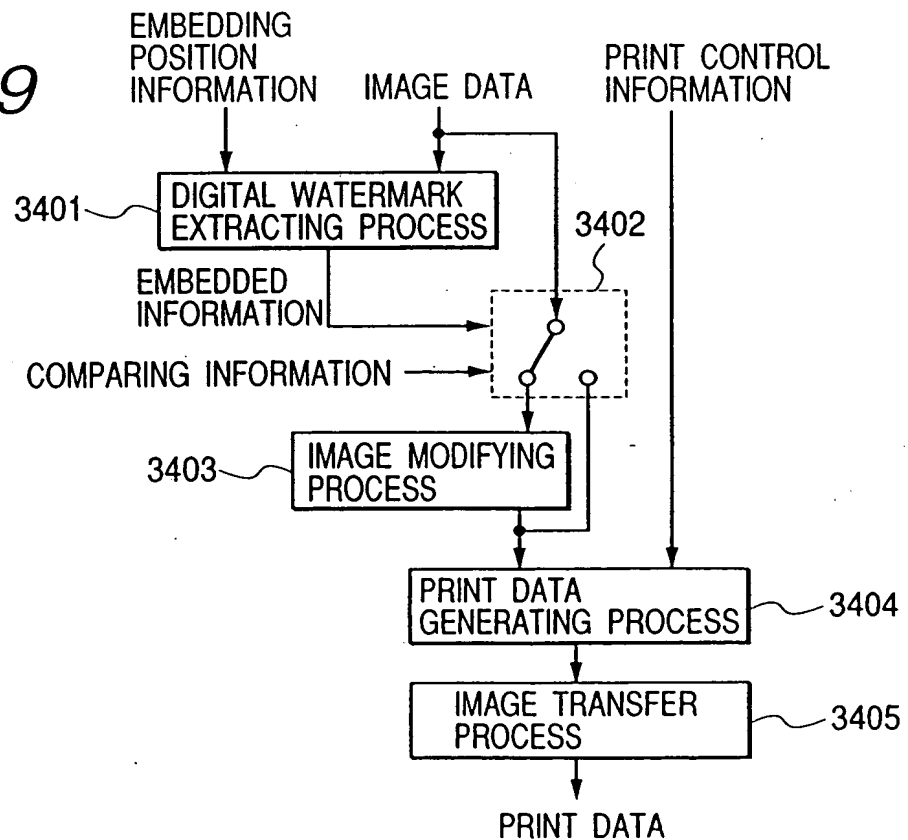 9
EMBEDDING
POSITION
INFORMATION
IMAGE DATA
PRINT CONTROL
INFORMATION
3401
DIGITAL WATERMARK
EXTRACTING PROCESS
3402
EMBEDDED
INFORMATION
COMPARING INFORMATION
3403
IMAGE MODIFYING
PROCESS
PRINT DATA
GENERATING PROCESS
3404
IMAGE TRANSFER
PROCESS
3405
PRINT DATA